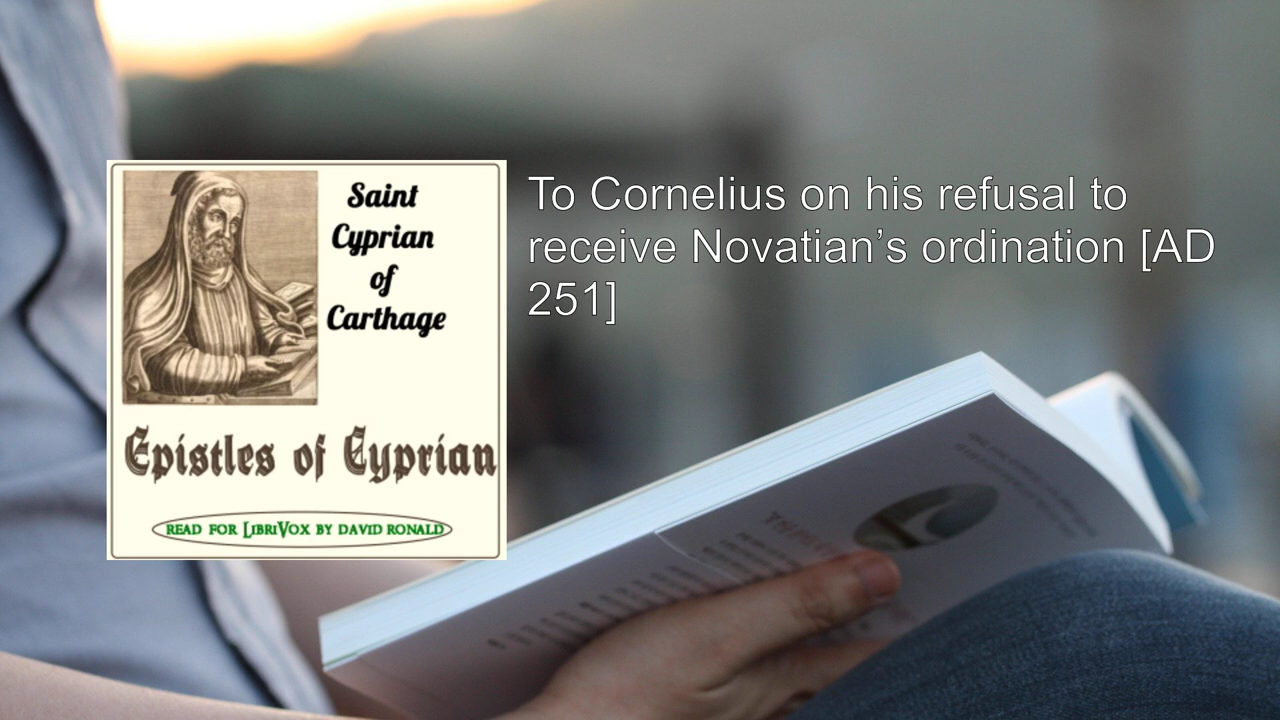 Saint
Cyprian
of
Carthage
Epistles of Cyprian
READ FOR LIBRIVOX BY DAVID RONALD
To Cornelius on his refusal to
receive Novatian’s ordination [AD
251]